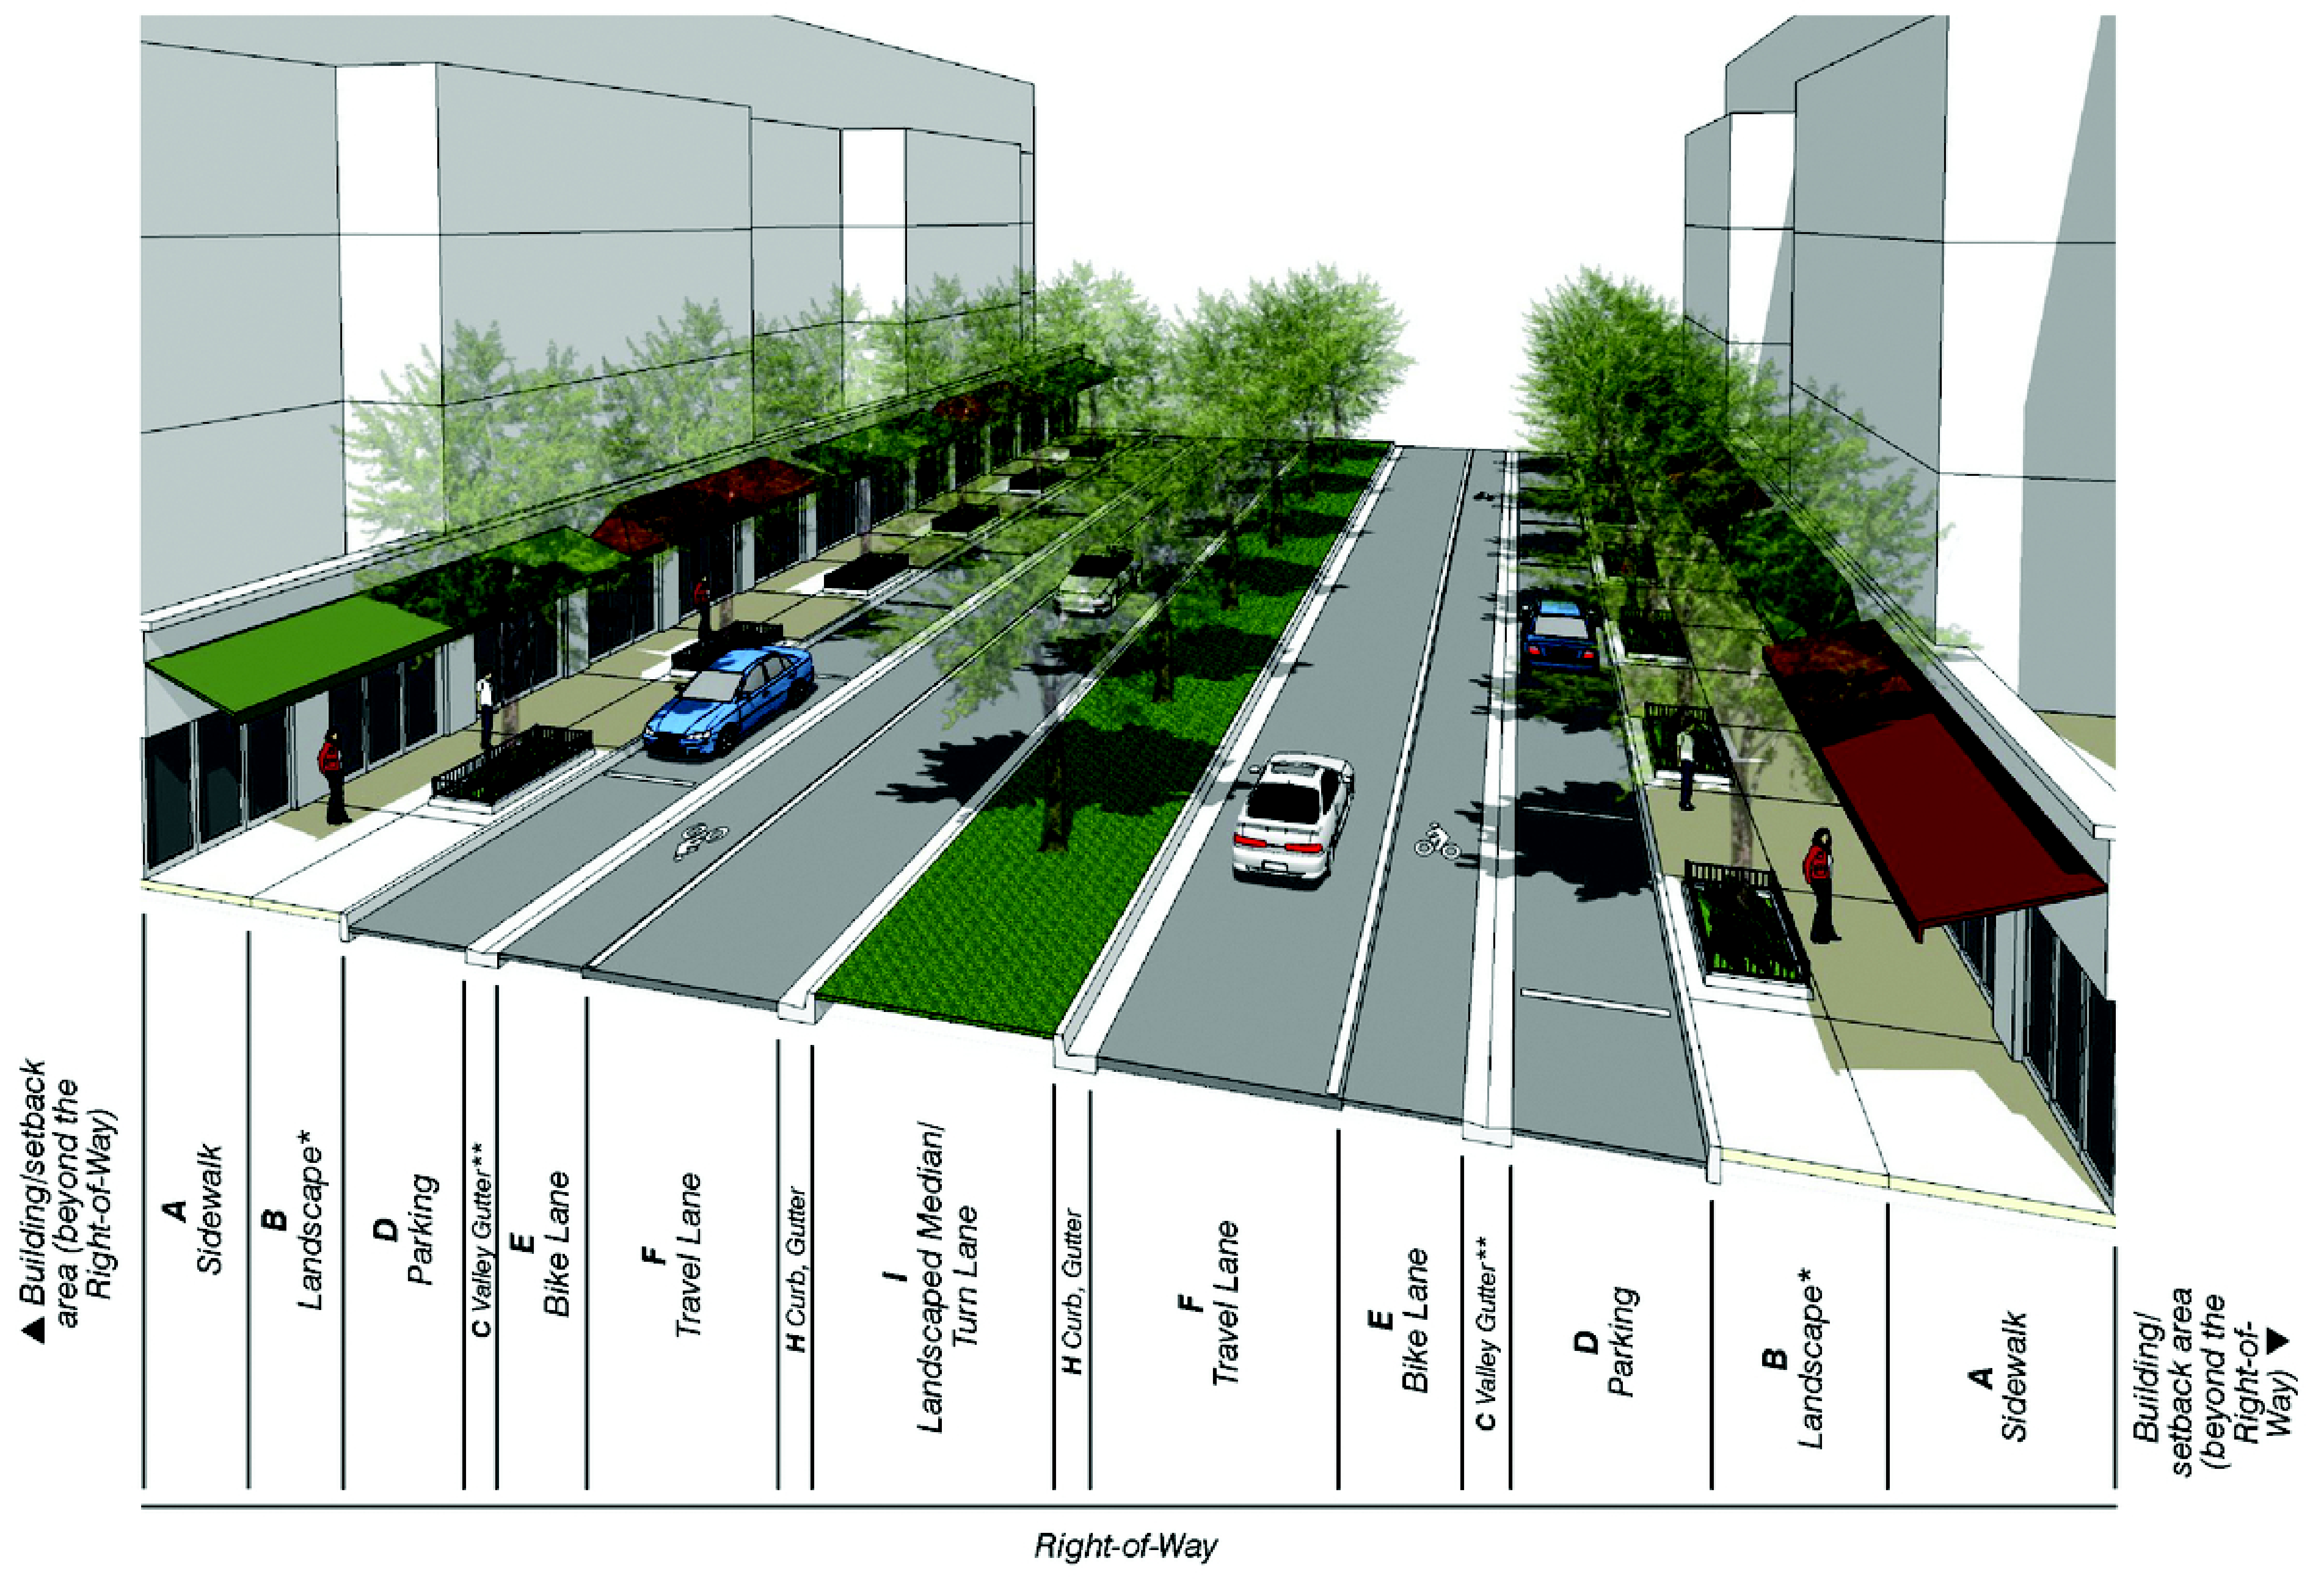 ▲ Building/setback
area (beyond the
Right-of-Way)
A
Sidewalk
B
Landscape*
D
Parking
C Valley Gutter**
E
Bike Lane
F
Travel Lane
H Curb, Gutter
I
Landscaped Median/
Turn Lane
H Curb, Gutter
F
Travel Lane
E
Bike Lane
C Valley Gutter**
D
Parking
B
Landscape*
A
Sidewalk
Building/
setback area
(beyond the
Right-of-
Way) ▼
Right-of-Way